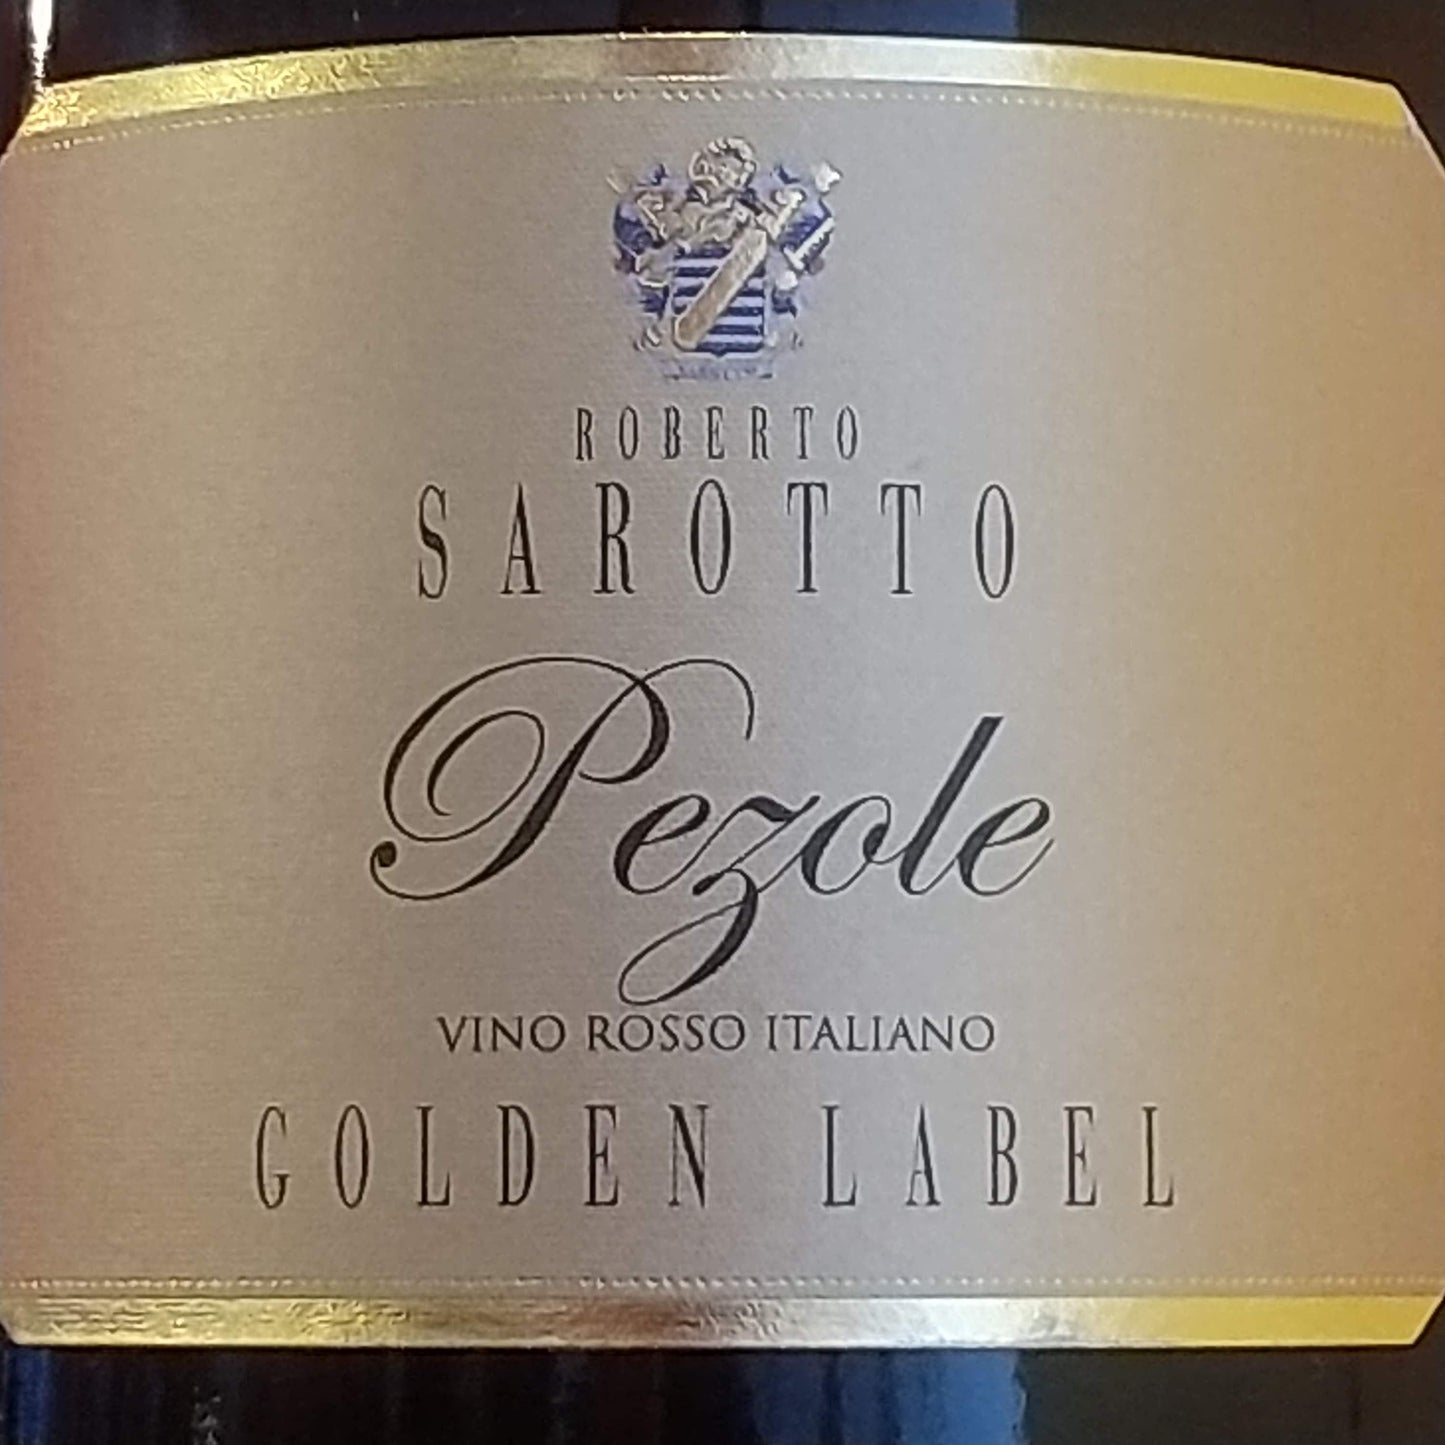 ROBERTO
SAROTTO
Pezole
VINO ROSSO ITALIANO
GOLDEN LABEL